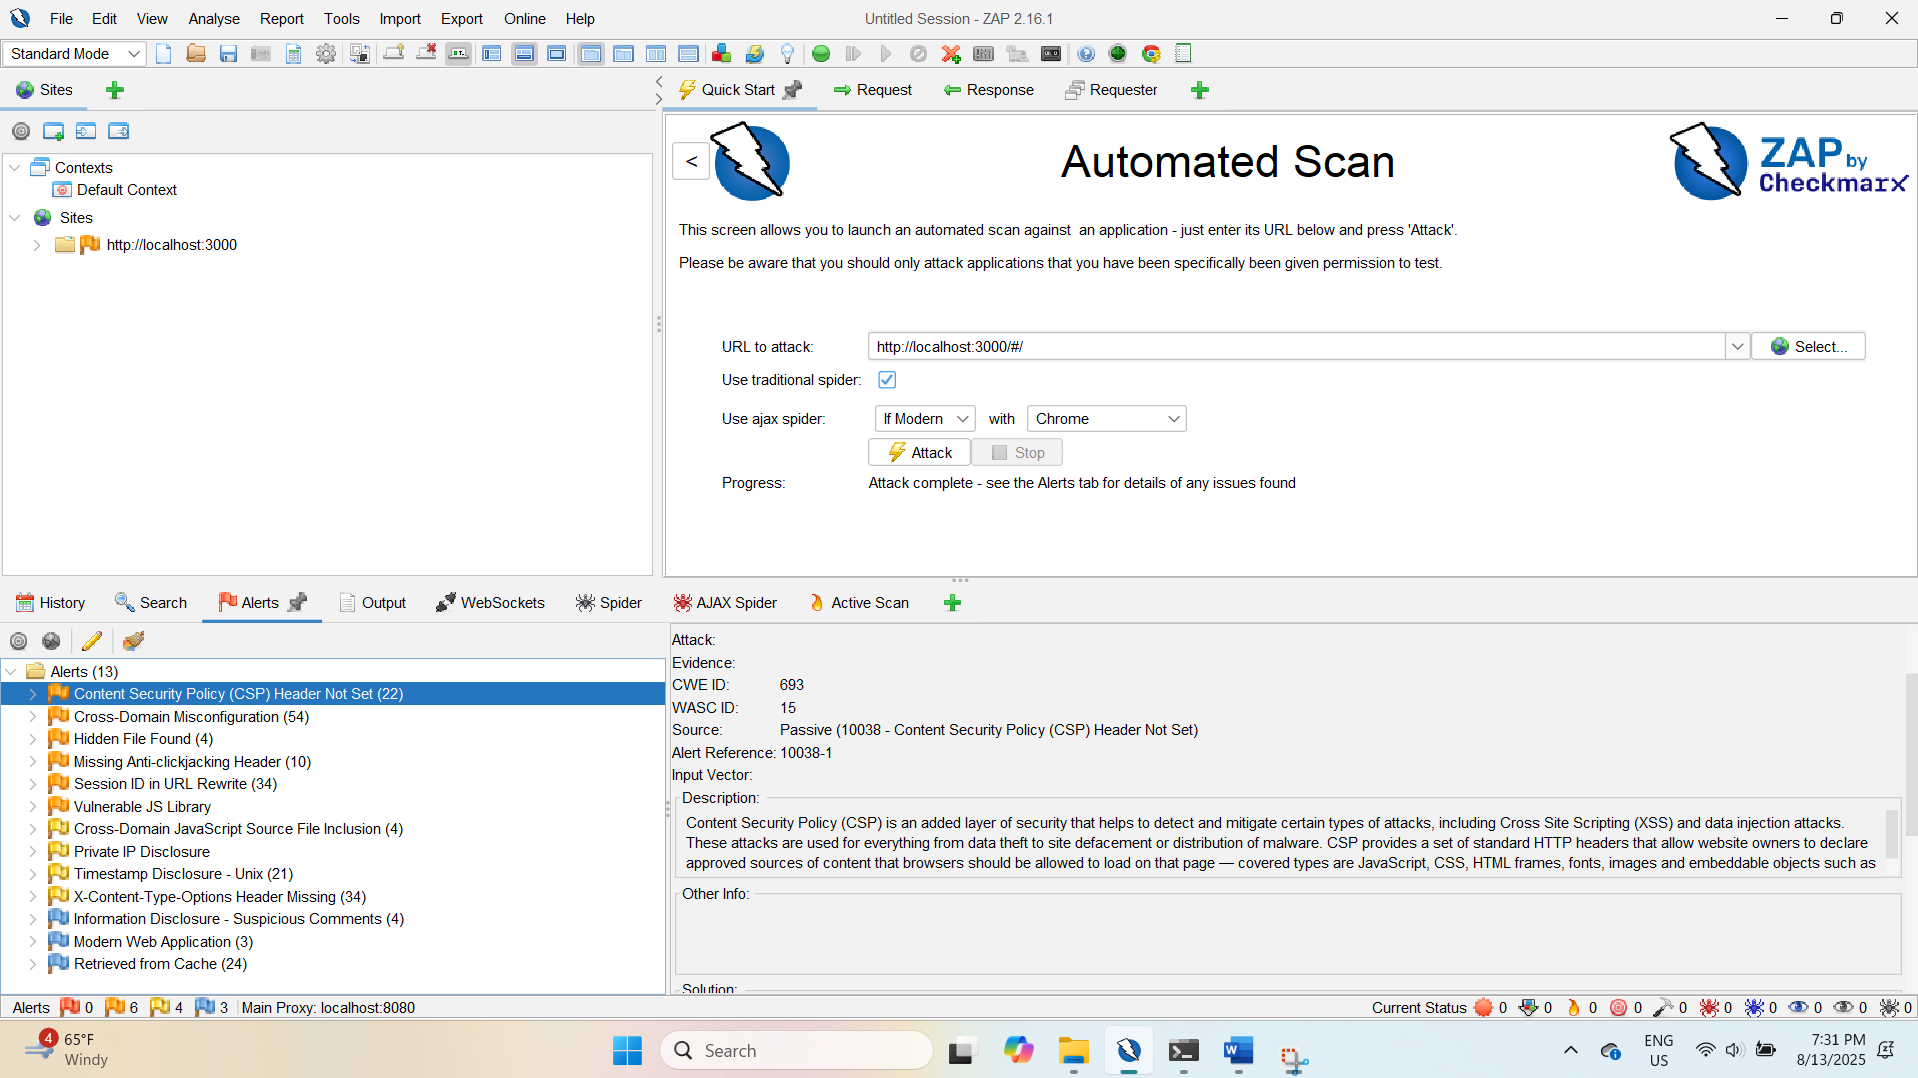 File Edit View Analyse Report Tools Import Export Online Help
Untitled Session - ZAP 2.16.1
Standard Mode
Sites
Quick Start Request Response Requester
Contexts
Default Context
Sites
http://localhost:3000
<
Automated Scan
ZAP by
Checkmarx
This screen allows you to launch an automated scan against  an application - just enter its URL below and press 'Attack'.
Please be aware that you should only attack applications that you have been specifically been given permission to test.
URL to attack: http://localhost:3000/#/ Select...
Use traditional spider:
Use ajax spider: If Modern with Chrome
Attack Stop
Progress: Attack complete - see the Alerts tab for details of any issues found
History Search Alerts Output WebSockets Spider AJAX Spider Active Scan
Alerts (13)
Content Security Policy (CSP) Header Not Set (22)
Cross-Domain Misconfiguration (54)
Hidden File Found (4)
Missing Anti-clickjacking Header (10)
Session ID in URL Rewrite (34)
Vulnerable JS Library
Cross-Domain JavaScript Source File Inclusion (4)
Private IP Disclosure
Timestamp Disclosure - Unix (21)
X-Content-Type-Options Header Missing (34)
Information Disclosure - Suspicious Comments (4)
Modern Web Application (3)
Retrieved from Cache (24)
Attack:
Evidence:
CWE ID: 693
WASC ID: 15
Source: Passive (10038 - Content Security Policy (CSP) Header Not Set)
Alert Reference: 10038-1
Input Vector:
Description:
Content Security Policy (CSP) is an added layer of security that helps to detect and mitigate certain types of attacks, including Cross Site Scripting (XSS) and data injection attacks.
These attacks are used for everything from data theft to site defacement or distribution of malware. CSP provides a set of standard HTTP headers that allow website owners to declare
approved sources of content that browsers should be allowed to load on that page — covered types are JavaScript, CSS, HTML frames, fonts, images and embeddable objects such as
Other Info:
Solution:
Alerts 0 6 4 3 Main Proxy: localhost:8080
Current Status 0 0 0 0 0 0 0 0 0 0
4
65°F
Windy
Search
ENG
US
7:31 PM
8/13/2025